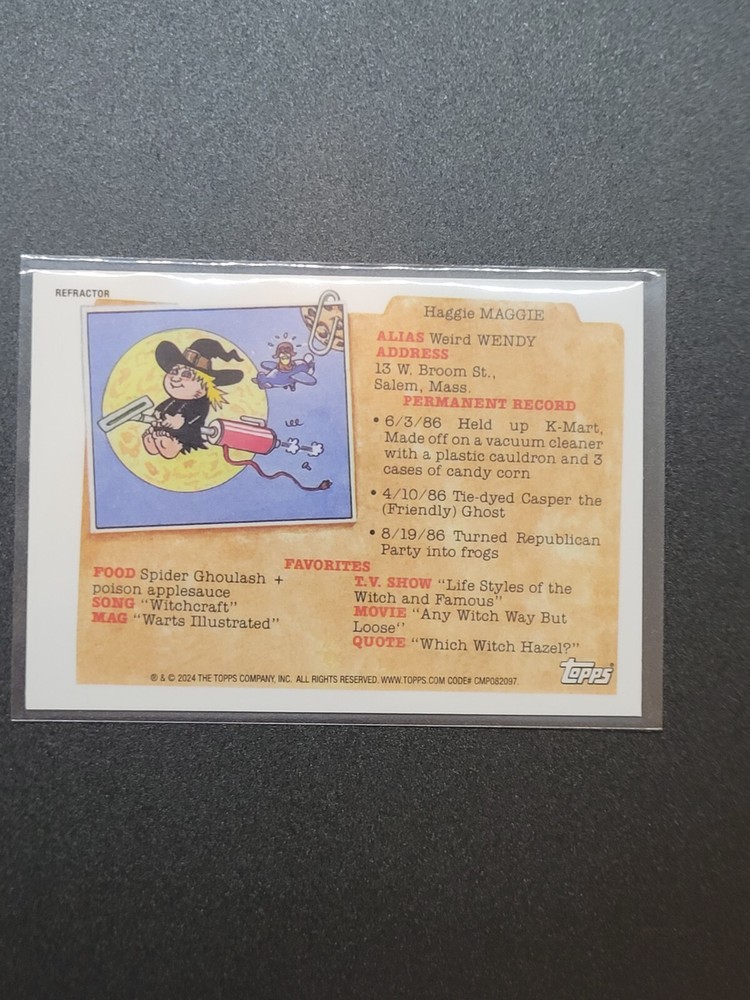 REFRACTOR
Haggie MAGGIE
ALIAS Weird WENDY
ADDRESS
13 W. Broom St.,
Salem, Mass.
PERMANENT RECORD
• 6/3/86 Held up K-Mart,
Made off on a vacuum cleaner
with a plastic cauldron and 3
cases of candy corn
• 4/10/86 Tie-dyed Casper the
(Friendly) Ghost
• 8/19/86 Turned Republican
Party into frogs
FAVORITES
FOOD Spider Ghoulash +
poison applesauce
SONG "Witchcraft"
MAG "Warts Illustrated"
T.V. SHOW "Life Styles of the
Witch and Famous"
MOVIE "Any Witch Way But
Loose"
QUOTE "Which Witch Hazel?"
topps®
® & © 2024 THE TOPPS COMPANY, INC. ALL RIGHTS RESERVED. WWW.TOPPS.COM CODE# CMP082097.